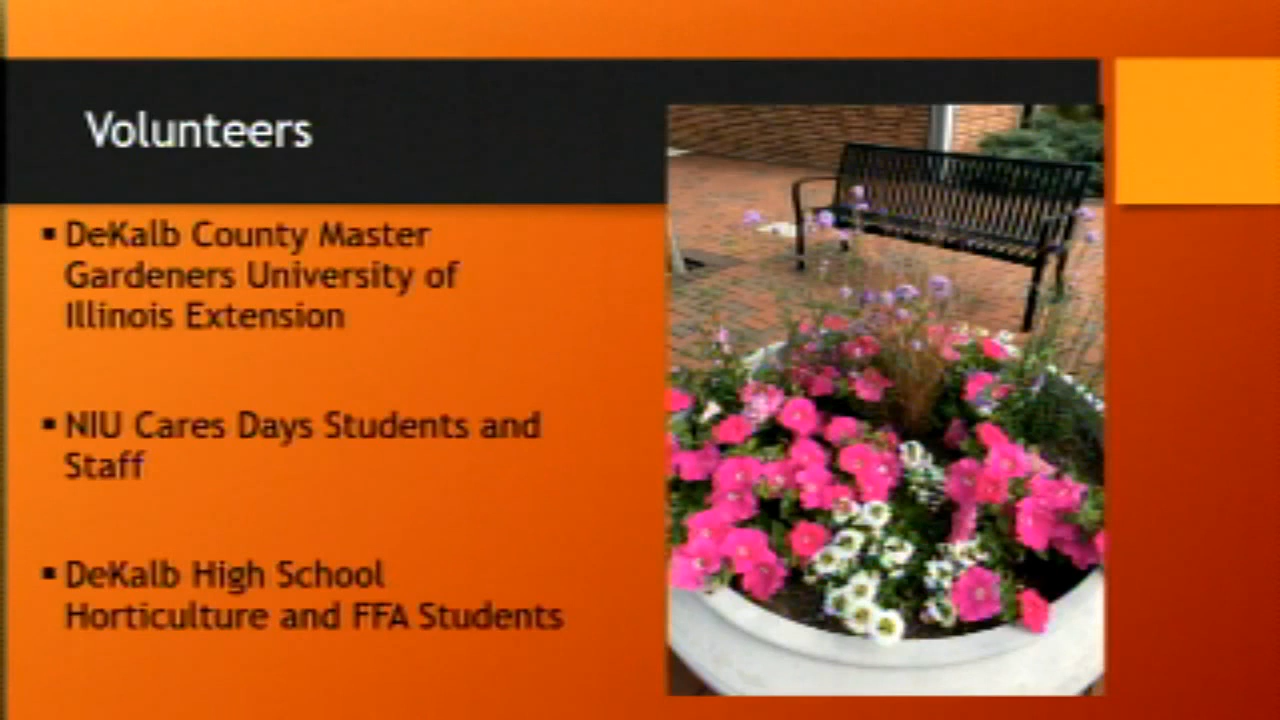 Volunteers
▪ DeKalb County Master
Gardeners University of
Illinois Extension
▪ NIU Cares Days Students and
Staff
▪ DeKalb High School
Horticulture and FFA Students